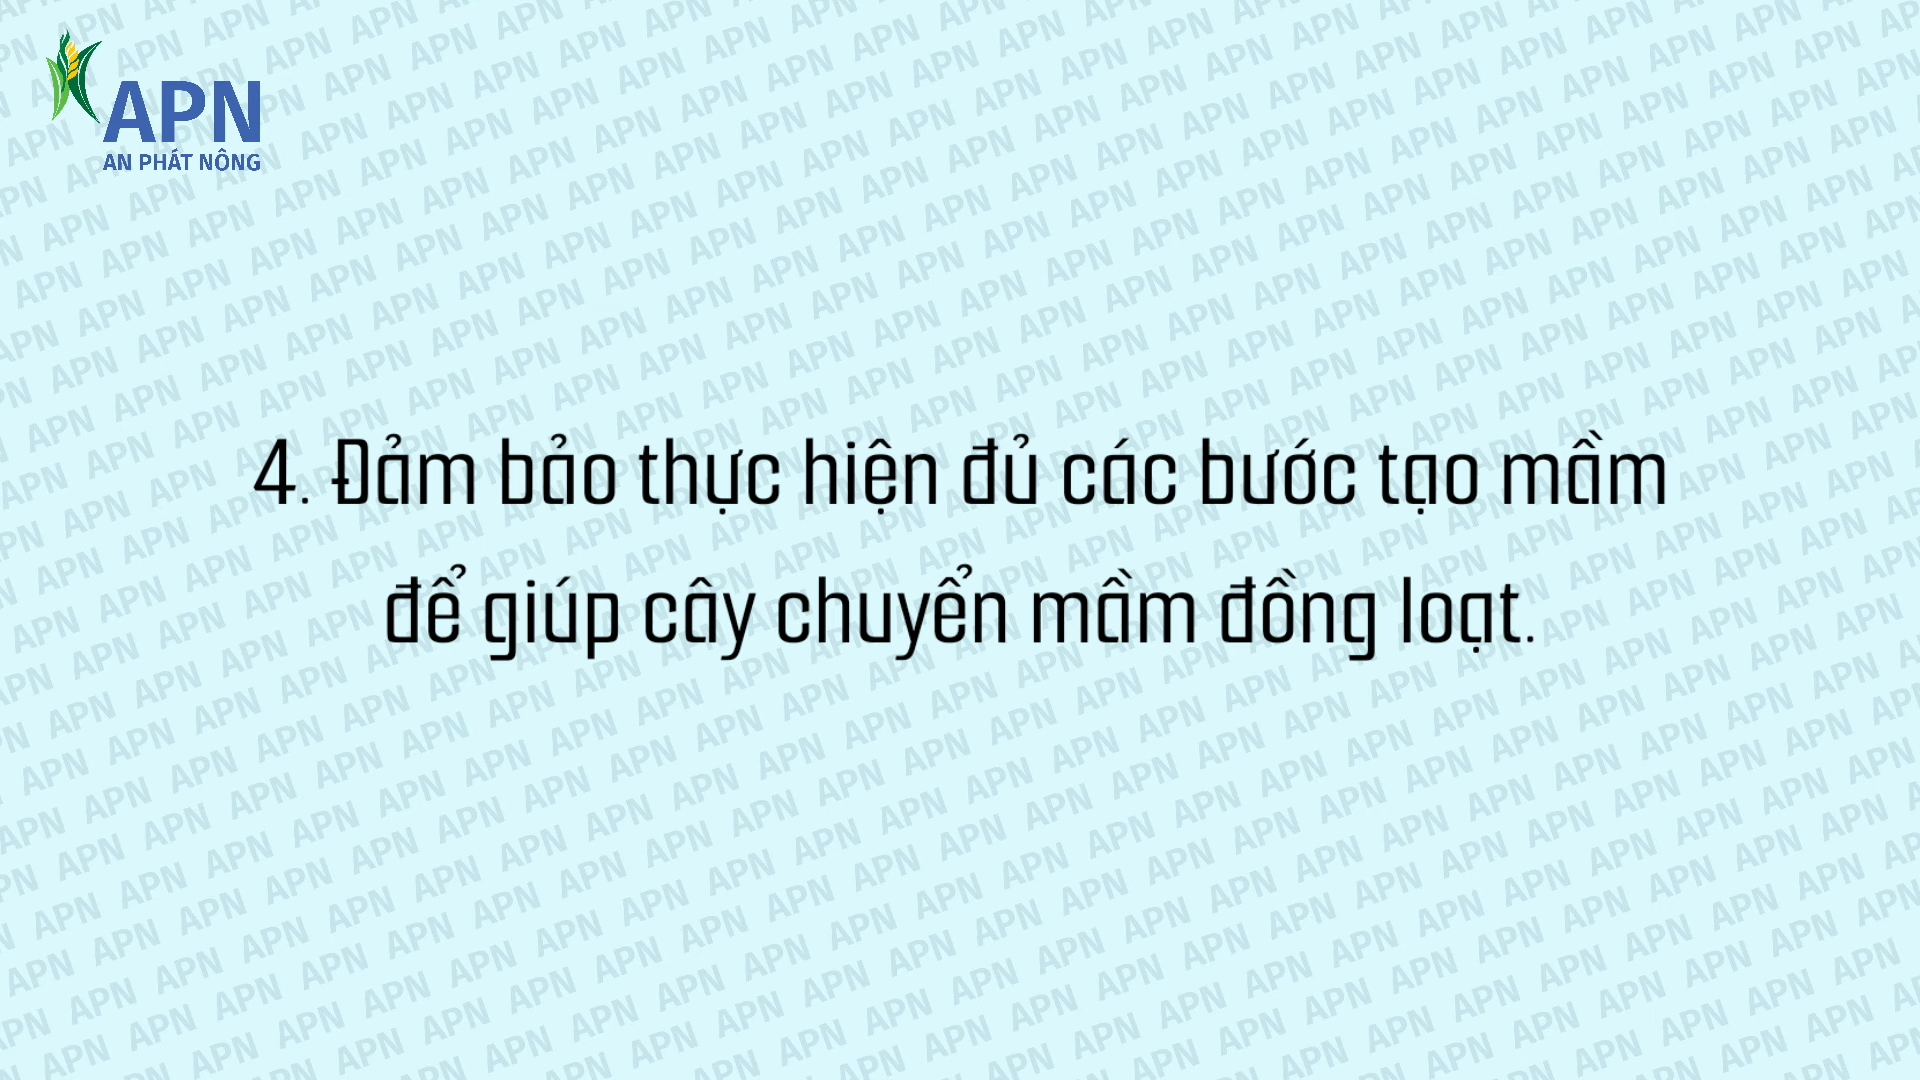 APN
AN PHÁT NÔNG
4. Đảm bảo thực hiện đủ các bước tạo mầm
để giúp cây chuyển mầm đồng loạt.